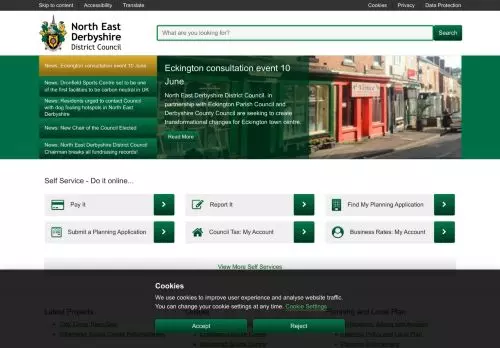 Skip to content Accessibility Translate Cookies Privacy Data Protection
North East
Derbyshire
District Council
What are you looking for? Search
News: Eckington consultation event 10 June
News: Dronfield Sports Centre set to be one
of the first facilities to be carbon neutral in UK
News: Residents urged to contact Council
with dog fouling hotspots in North East
Derbyshire
News: New Chair of the Council Elected
News: North East Derbyshire District Council
Chairman breaks all fundraising records!
Eckington consultation event 10
June
North East Derbyshire District Council, in
partnership with Eckington Parish Council and
Derbyshire County Council are seeking to create
transformational changes for Eckington town centre.
Read More
Self Service - Do it online...
Pay it
Report It
Find My Planning Application
Submit a Planning Application
Council Tax: My Account
Business Rates: My Account
View More Self Services
Cookies
We use cookies to improve user experience and analyse website traffic.
You can change your cookie settings at any time. Cookie Settings
Accept
Reject
Latest Projects
Planning and Local Plan